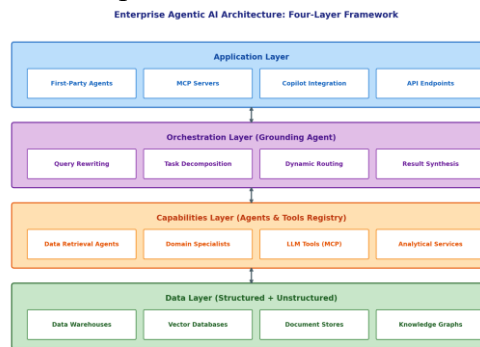 Enterprise Agentic AI Architecture: Four-Layer Framework
Application Layer
First-Party Agents MCP Servers Copilot Integration API Endpoints
Orchestration Layer (Grounding Agent)
Query Rewriting Task Decomposition Dynamic Routing Result Synthesis
Capabilities Layer (Agents & Tools Registry)
Data Retrieval Agents Domain Specialists LLM Tools (MCP) Analytical Services
Data Layer (Structured + Unstructured)
Data Warehouses Vector Databases Document Stores Knowledge Graphs